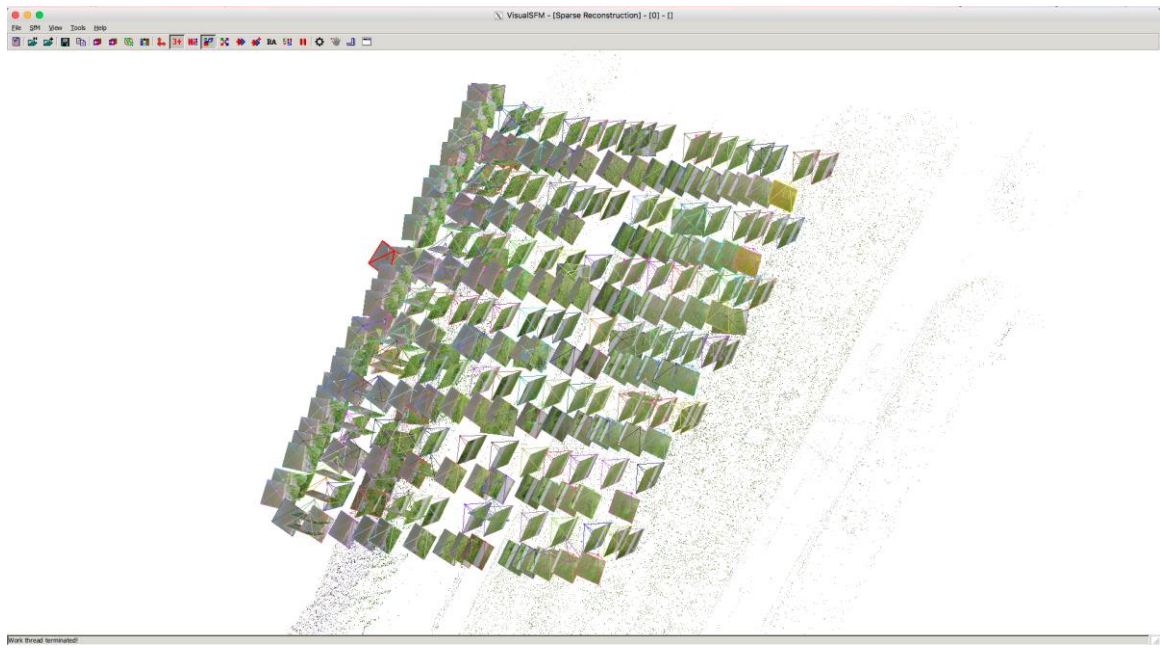 VisualSFM - [Sparse Reconstruction] - [0] - []
File SfM View Tools Help
BA
Work thread terminated!